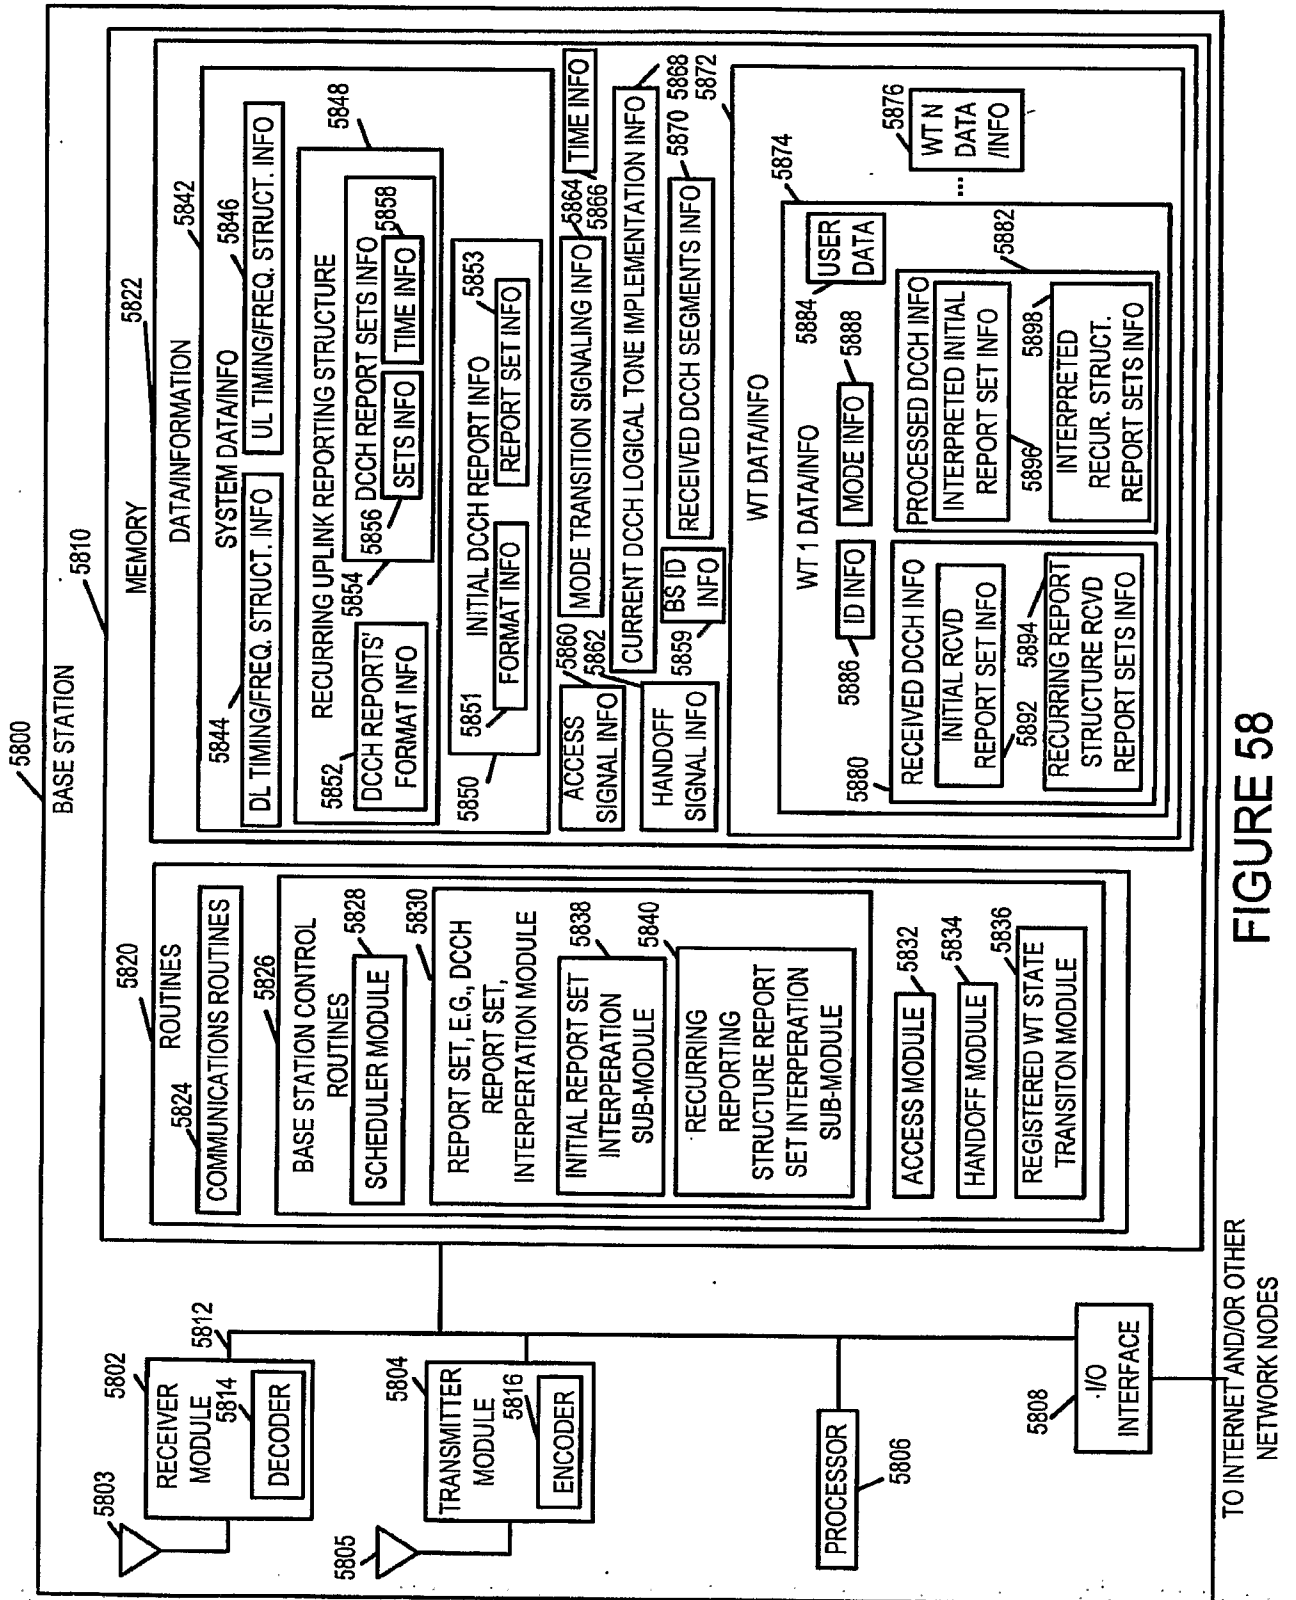 5800
BASE STATION
5803
5802
RECEIVER
MODULE
5814
DECODER
5812
5805
5804
TRANSMITTER
MODULE
5816
ENCODER
PROCESSOR
5806
5808
I/O
INTERFACE
TO INTERNET AND/OR OTHER
NETWORK NODES
5810
MEMORY
5820
ROUTINES
5824
COMMUNICATIONS ROUTINES
5826
BASE STATION CONTROL
ROUTINES
5828
SCHEDULER MODULE
5830
REPORT SET, E.G., DCCH
REPORT SET,
INTERPERTATION MODULE
5838
INITIAL REPORT SET
INTERPERATION
SUB-MODULE
5840
RECURRING
REPORTING
STRUCTURE REPORT
SET INTERPERATION
SUB-MODULE
5832
ACCESS MODULE
5834
HANDOFF MODULE
5836
REGISTERED WT STATE
TRANSITION MODULE
5822
DATA/INFORMATION
5842
SYSTEM DATA/INFO
5844
DL TIMING/FREQ. STRUCT. INFO
5846
UL TIMING/FREQ. STRUCT. INFO
5848
RECURRING UPLINK REPORTING STRUCTURE
5852
DCCH REPORTS'
FORMAT INFO
5854
DCCH REPORT SETS INFO
5856
SETS INFO
5858
TIME INFO
5850
INITIAL DCCH REPORT INFO
5851
FORMAT INFO
5853
REPORT SET INFO
5860
ACCESS
SIGNAL INFO
5862
HANDOFF
SIGNAL INFO
5864
MODE TRANSITION SIGNALING INFO
5866
TIME INFO
5868
CURRENT DCCH LOGICAL TONE IMPLEMENTATION INFO
5859
BS ID
INFO
5870
RECEIVED DCCH SEGMENTS INFO
5872
WT DATA/INFO
5874
WT 1 DATA/INFO
5884
USER
DATA
5886
ID INFO
5888
MODE INFO
5880
RECEIVED DCCH INFO
INITIAL RCVD
REPORT SET INFO
5892
5894
RECURRING REPORT
STRUCTURE RCVD
REPORT SETS INFO
5882
PROCESSED DCCH INFO
INTERPRETED INITIAL
REPORT SET INFO
5896
5898
INTERPRETED
RECUR. STRUCT.
REPORT SETS INFO
...
5876
WT N
DATA
/INFO
FIGURE 58